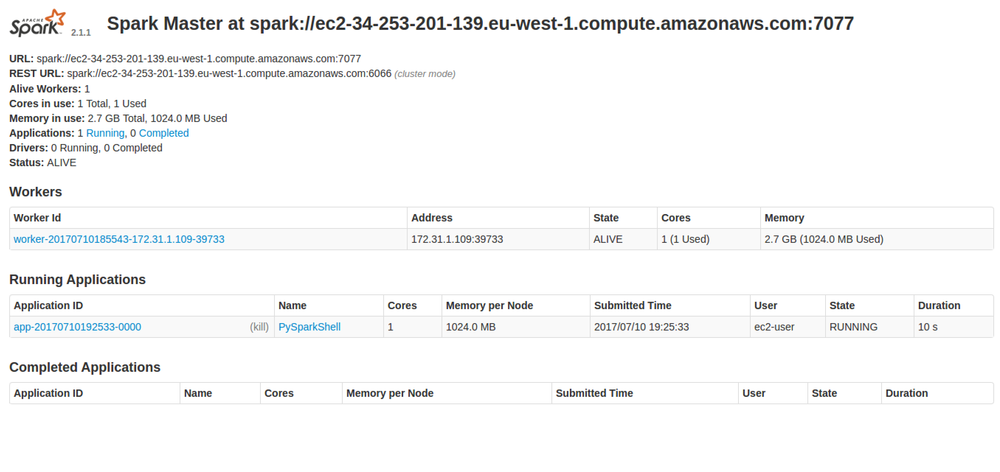 APACHE
Spark™ 2.1.1 Spark Master at spark://ec2-34-253-201-139.eu-west-1.compute.amazonaws.com:7077
URL: spark://ec2-34-253-201-139.eu-west-1.compute.amazonaws.com:7077
REST URL: spark://ec2-34-253-201-139.eu-west-1.compute.amazonaws.com:6066 (cluster mode)
Alive Workers: 1
Cores in use: 1 Total, 1 Used
Memory in use: 2.7 GB Total, 1024.0 MB Used
Applications: 1 Running, 0 Completed
Drivers: 0 Running, 0 Completed
Status: ALIVE
Workers
Worker Id Address State Cores Memory
worker-20170710185543-172.31.1.109-39733 172.31.1.109:39733 ALIVE 1 (1 Used) 2.7 GB (1024.0 MB Used)
Running Applications
Application ID Name Cores Memory per Node Submitted Time User State Duration
app-20170710192533-0000 (kill) PySparkShell 1 1024.0 MB 2017/07/10 19:25:33 ec2-user RUNNING 10 s
Completed Applications
Application ID Name Cores Memory per Node Submitted Time User State Duration